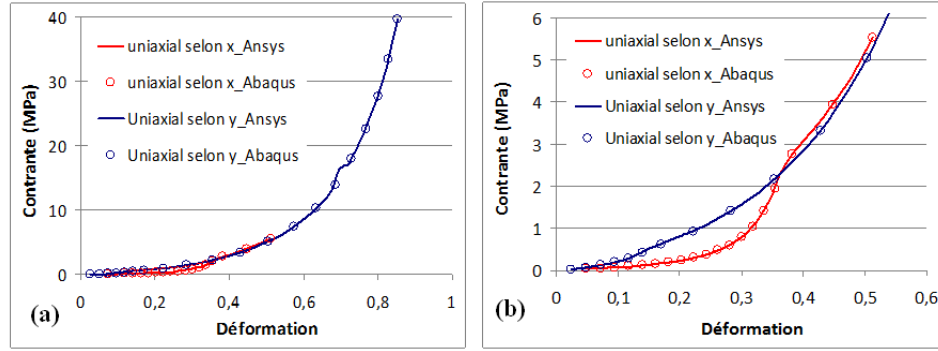 40
30
20
10
0
Contrante (MPa)
uniaxial selon x_Ansys
uniaxial selon x_Abaqus
Uniaxial selon y_Ansys
Uniaxial selon y_Abaqus
0
0,2
0,4
0,6
0,8
1
(a)
Déformation
6
5
4
3
2
1
0
Contrante (MPa)
uniaxial selon x_Ansys
uniaxial selon x_Abaqus
Uniaxial selon y_Ansys
Uniaxial selon y_Abaqus
0
0,1
0,2
0,3
0,4
0,5
0,6
(b)
Déformation